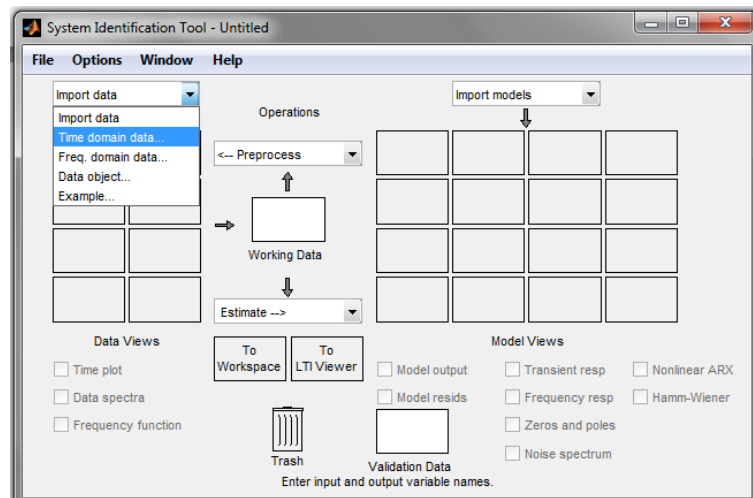 System Identification Tool - Untitled
File Options Window Help
Import data
Import data
Time domain data...
Freq. domain data...
Data object...
Example...
Operations
<-- Preprocess
Working Data
Estimate -->
Import models
Data Views
Time plot
Data spectra
Frequency function
To Workspace
To LTI Viewer
Trash
Model Views
Model output
Transient resp
Nonlinear ARX
Model resids
Frequency resp
Hamm-Wiener
Zeros and poles
Noise spectrum
Validation Data
Enter input and output variable names.